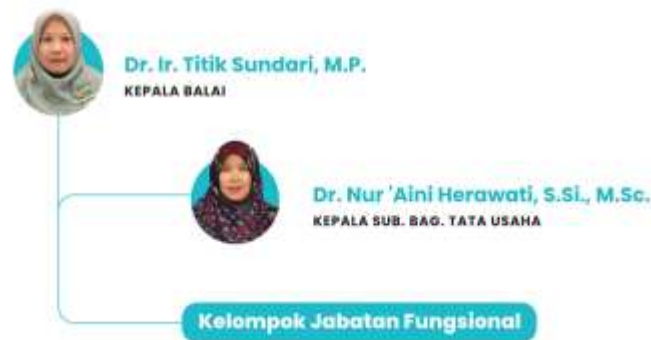 Dr. Ir. Titik Sundari, M.P.
KEPALA BALAI
Dr. Nur 'Aini Herawati, S.Si., M.Sc.
KEPALA SUB. BAG. TATA USAHA
Kelompok Jabatan Fungsional